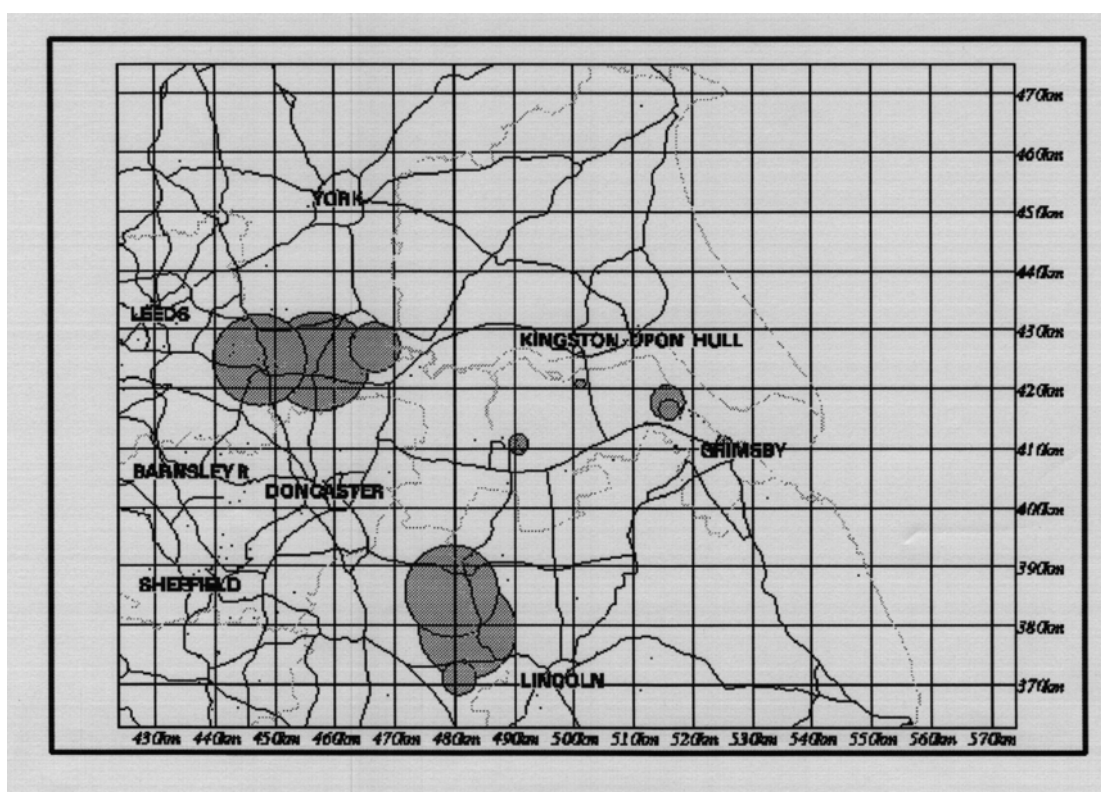 470km
460km
YORK
450km
440km
LEEDS
430km
KINGSTON-UPON HULL
420km
GRIMSBY
410km
BARNSLEY R
DONCASTER
400km
390km
SHEFFIELD
380km
LINCOLN
370km
430km 440km 450km 460km 470km 480km 490km 500km 510km 520km 530km 540km 550km 560km 570km